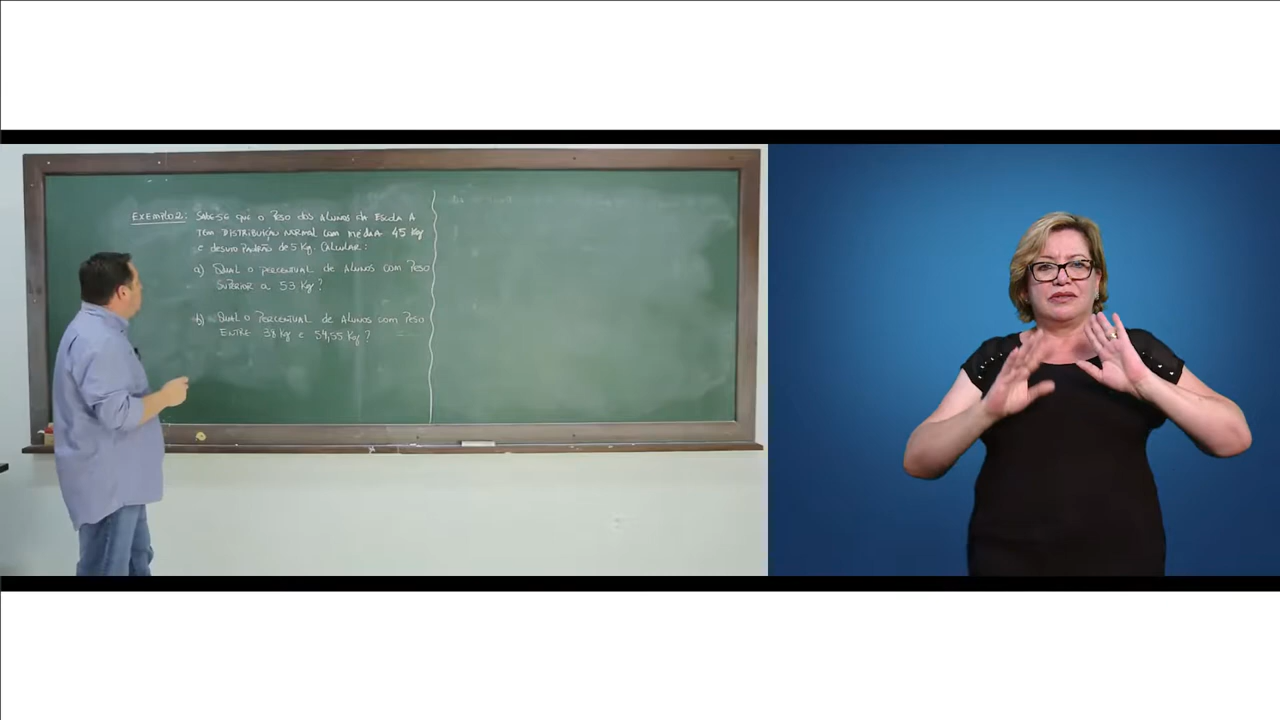 EXEMPLO 2: SABE-SE QUE O PESO DOS ALUNOS DA ESCOLA A
TEM DISTRIBUIÇÃO NORMAL COM MÉDIA 45 Kg
E DESVIO PADRÃO DE 5 Kg. CALCULAR:
a) QUAL O PERCENTUAL DE ALUNOS COM PESO
SUPERIOR A 53 Kg?
b) QUAL O PERCENTUAL DE ALUNOS COM PESO
ENTRE 38 Kg E 54,55 Kg?